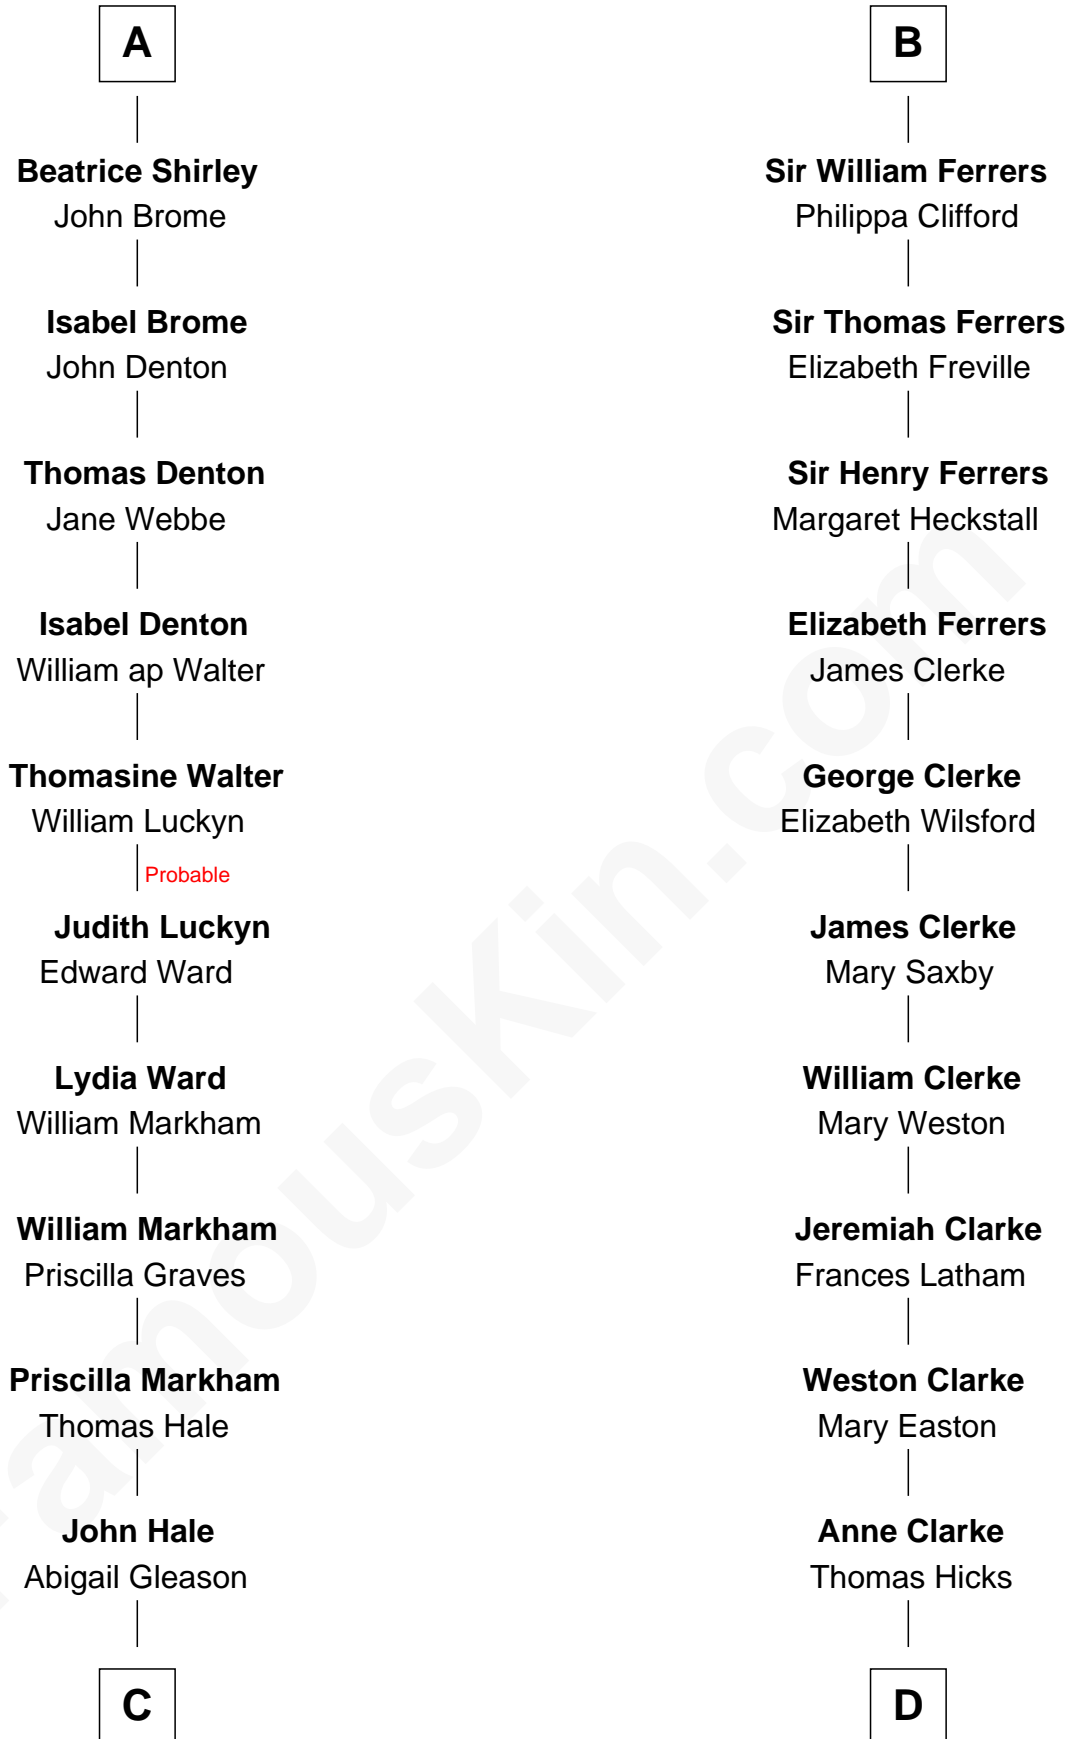 A
Beatrice Shirley
John Brome
Isabel Brome
John Denton
Thomas Denton
Jane Webbe
Isabel Denton
William ap Walter
Thomasine Walter
William Luckyn
Probable
Judith Luckyn
Edward Ward
Lydia Ward
William Markham
William Markham
Priscilla Graves
Priscilla Markham
Thomas Hale
John Hale
Abigail Gleason
C
B
Sir William Ferrers
Philippa Clifford
Sir Thomas Ferrers
Elizabeth Freville
Sir Henry Ferrers
Margaret Heckstall
Elizabeth Ferrers
James Clerke
George Clerke
Elizabeth Wilsford
James Clerke
Mary Saxby
William Clerke
Mary Weston
Jeremiah Clarke
Frances Latham
Weston Clarke
Mary Easton
Anne Clarke
Thomas Hicks
D
FamousKin.com